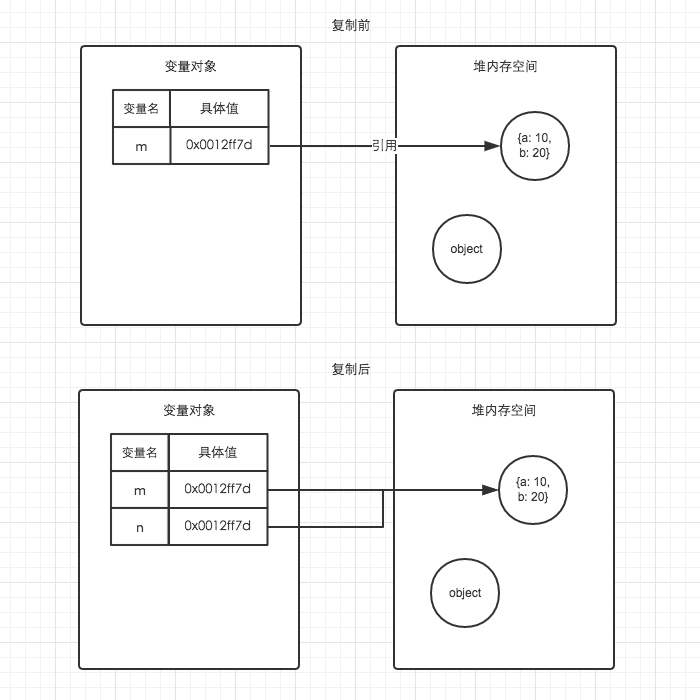 复制前
变量对象
变量名 具体值
m 0x0012ff7d
引用
堆内存空间
{a: 10,
b: 20}
object
复制后
变量对象
变量名 具体值
m 0x0012ff7d
n 0x0012ff7d
堆内存空间
{a: 10,
b: 20}
object